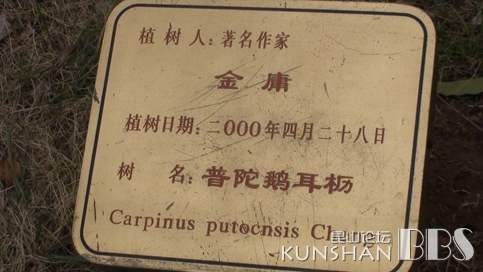 植树人：著名作家
金庸
植树日期：二000年四月二十八日
树名：普陀鹅耳枥
Carpinus putocnsis Ch
昆山论坛
KUNSHAN BBS